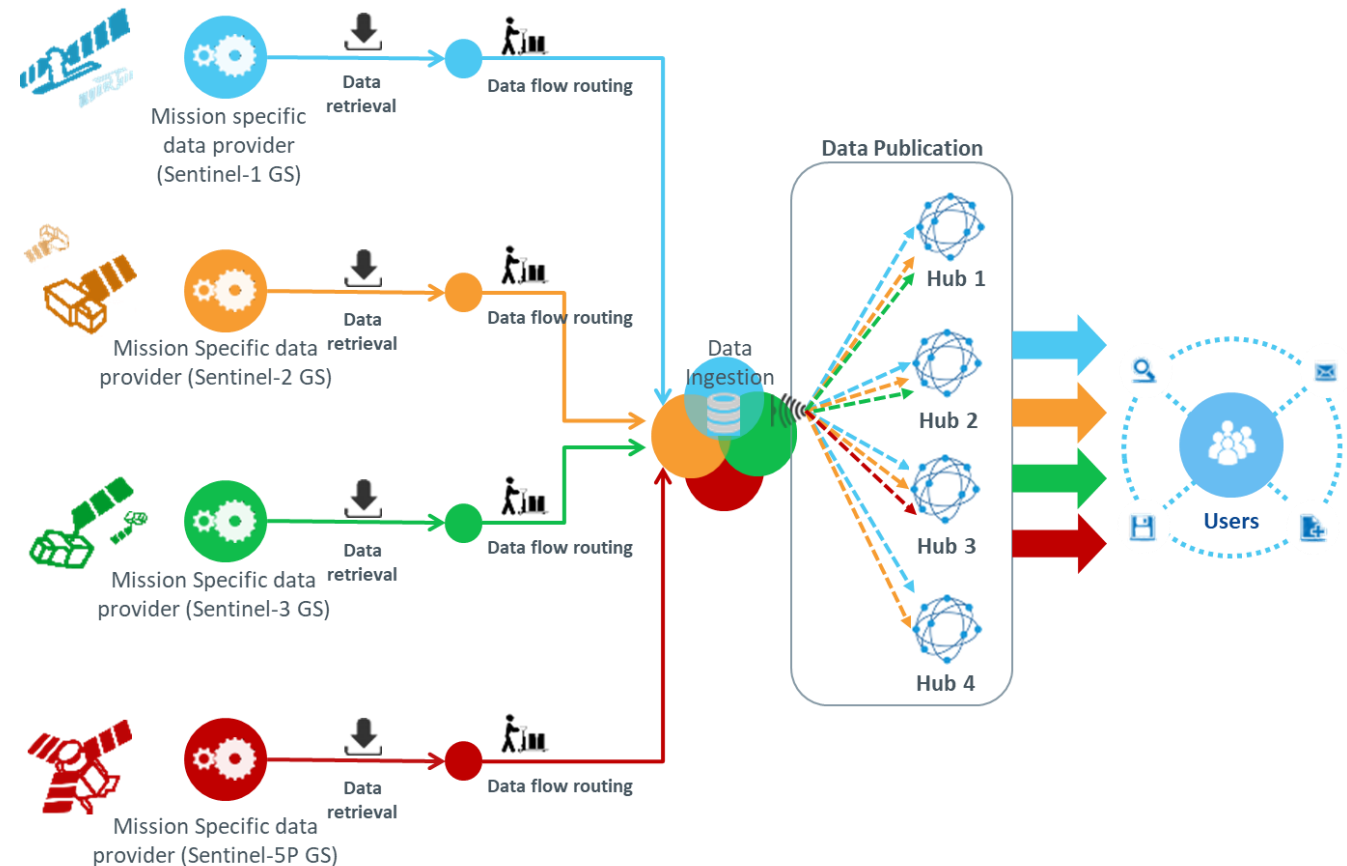 Data
retrieval
Data flow routing
Mission specific
data provider
(Sentinel-1 GS)
Data Publication
Data
retrieval
Data flow routing
Mission Specific data
provider (Sentinel-2 GS)
Data
Ingestion
Hub 1
Hub 2
Hub 3
Hub 4
Users
Data
retrieval
Data flow routing
Mission Specific data
provider (Sentinel-3 GS)
Data
retrieval
Data flow routing
Mission Specific data
provider (Sentinel-5P GS)